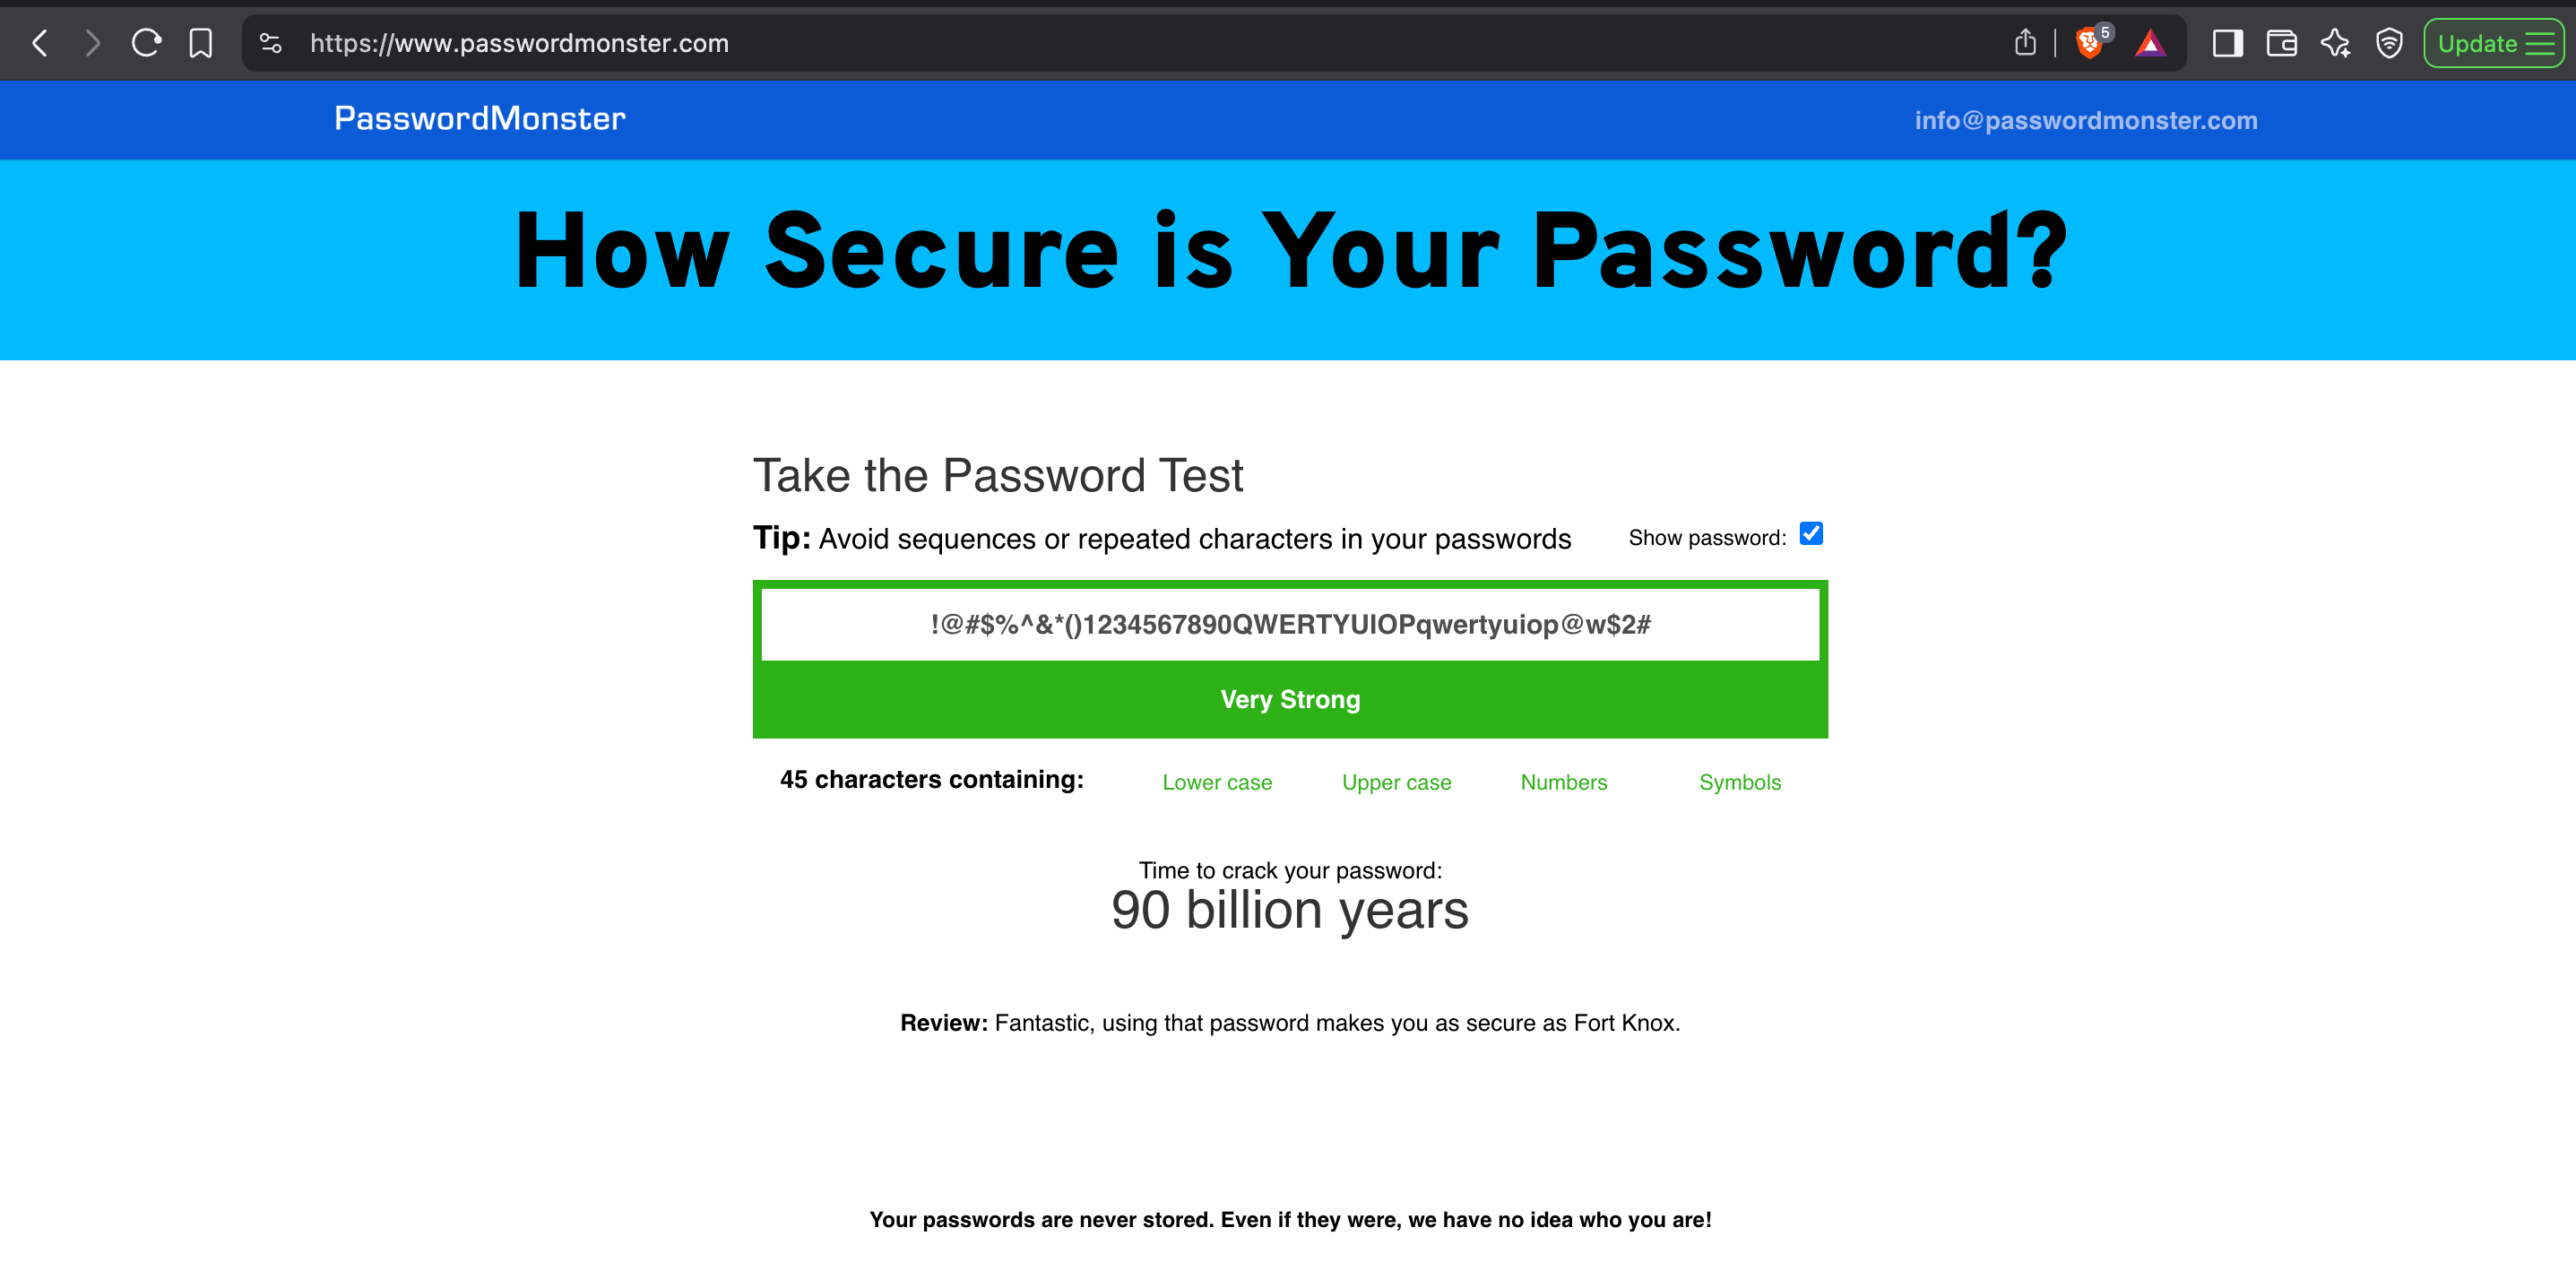 https://www.passwordmonster.com
5
Update
PasswordMonster
info@passwordmonster.com
How Secure is Your Password?
Take the Password Test
Tip: Avoid sequences or repeated characters in your passwords
Show password:
!@#$%^&*()1234567890QWERTYUIOPqwertyuiop@w$2#
Very Strong
45 characters containing:
Lower case
Upper case
Numbers
Symbols
Time to crack your password:
90 billion years
Review: Fantastic, using that password makes you as secure as Fort Knox.
Your passwords are never stored. Even if they were, we have no idea who you are!